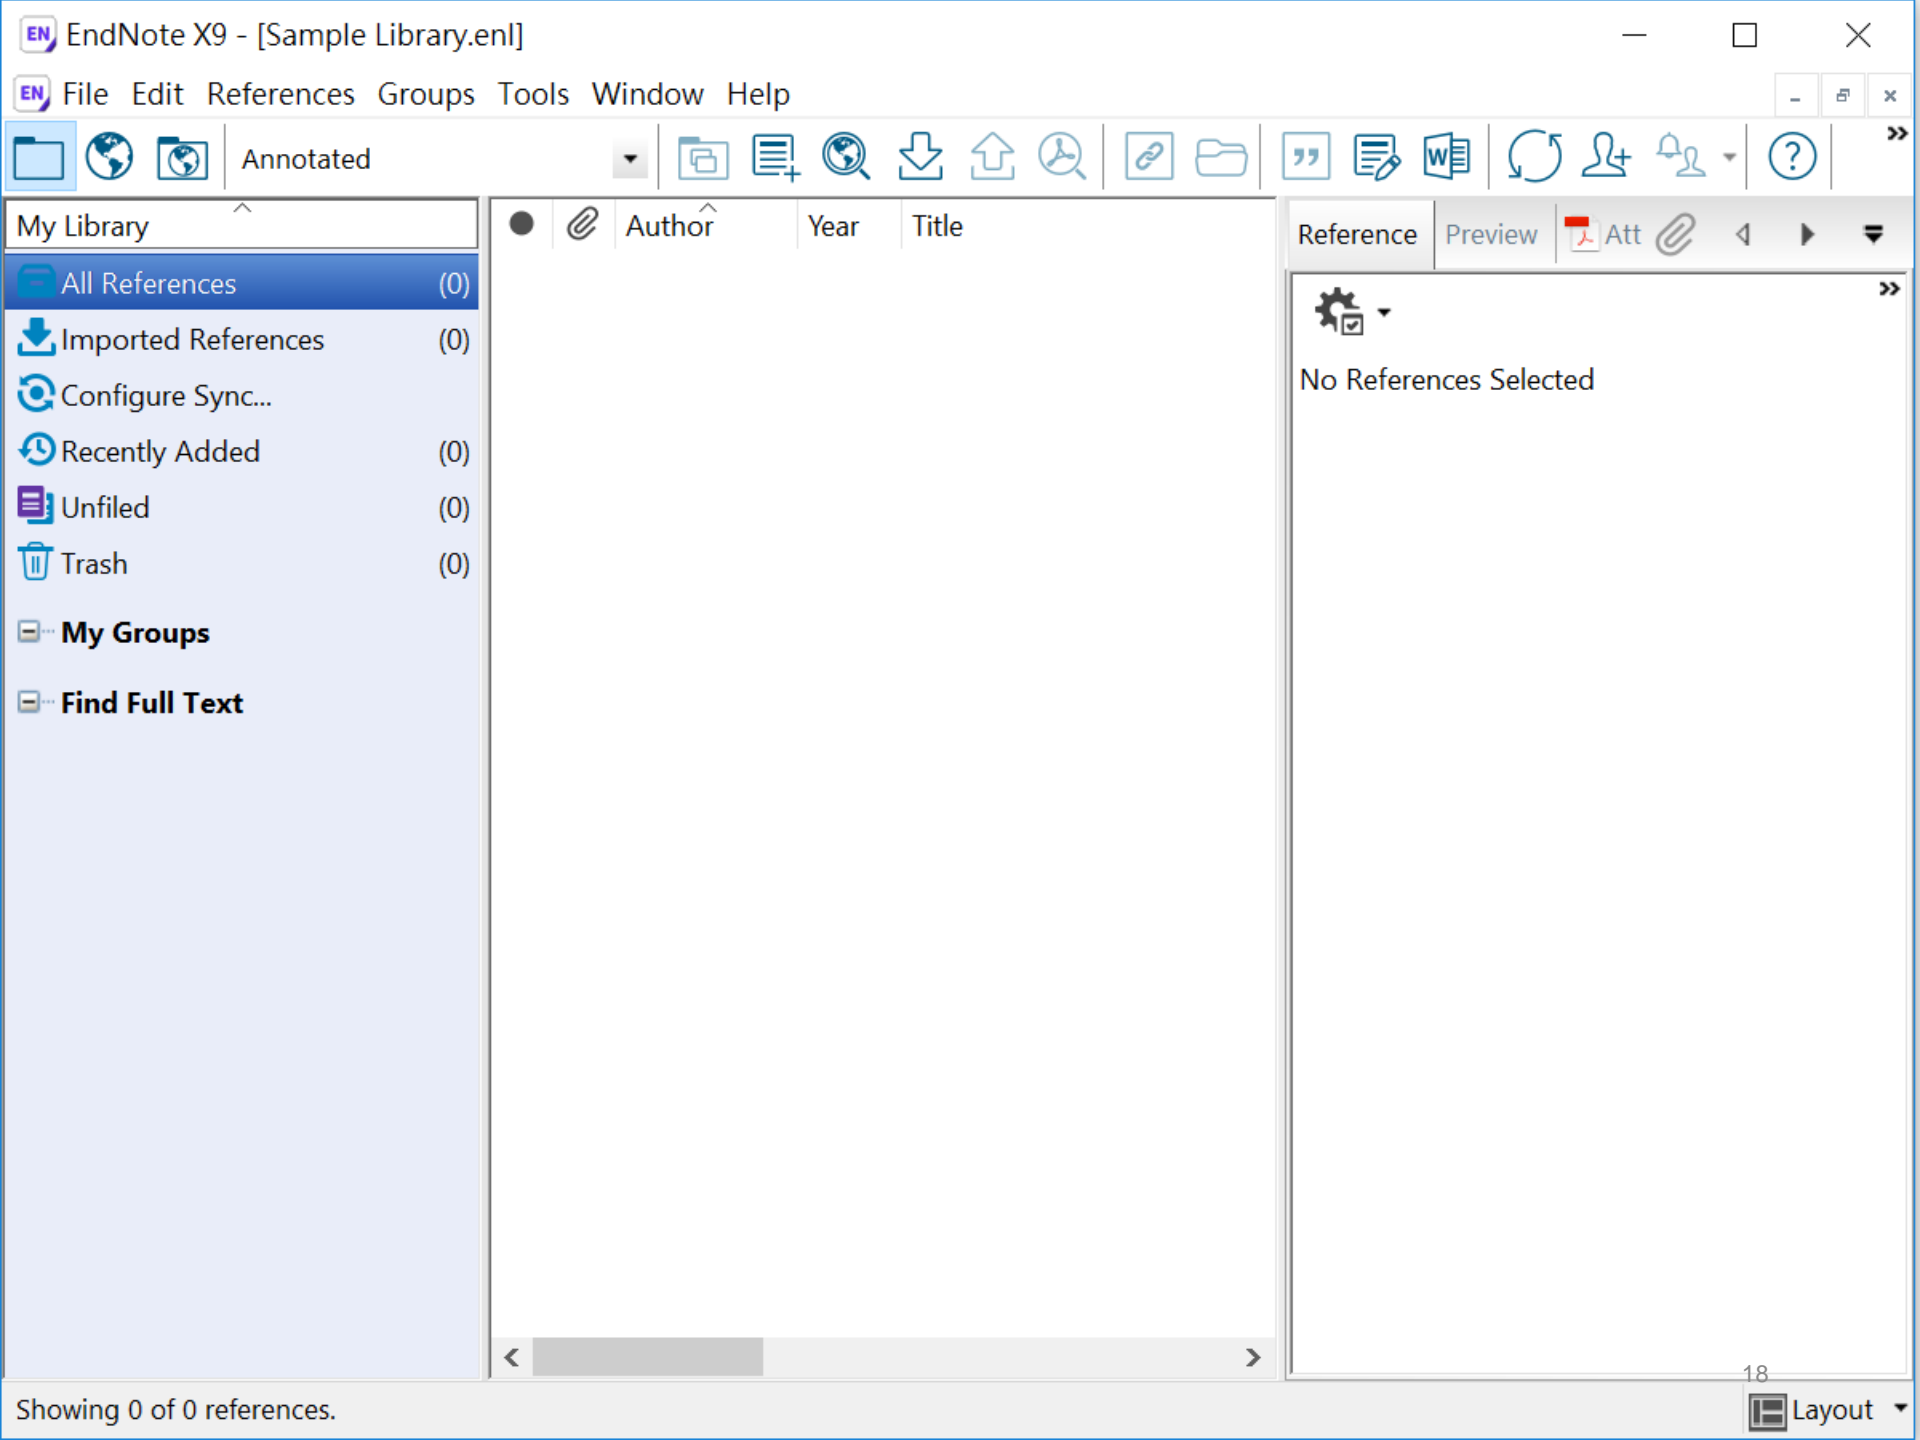 EN EndNote X9 - [Sample Library.enl]
EN File Edit References Groups Tools Window Help
Annotated
My Library
Author Year Title
Reference Preview Att
All References (0)
Imported References (0)
Configure Sync...
Recently Added (0)
Unfiled (0)
Trash (0)
My Groups
Find Full Text
No References Selected
18
Showing 0 of 0 references.
Layout